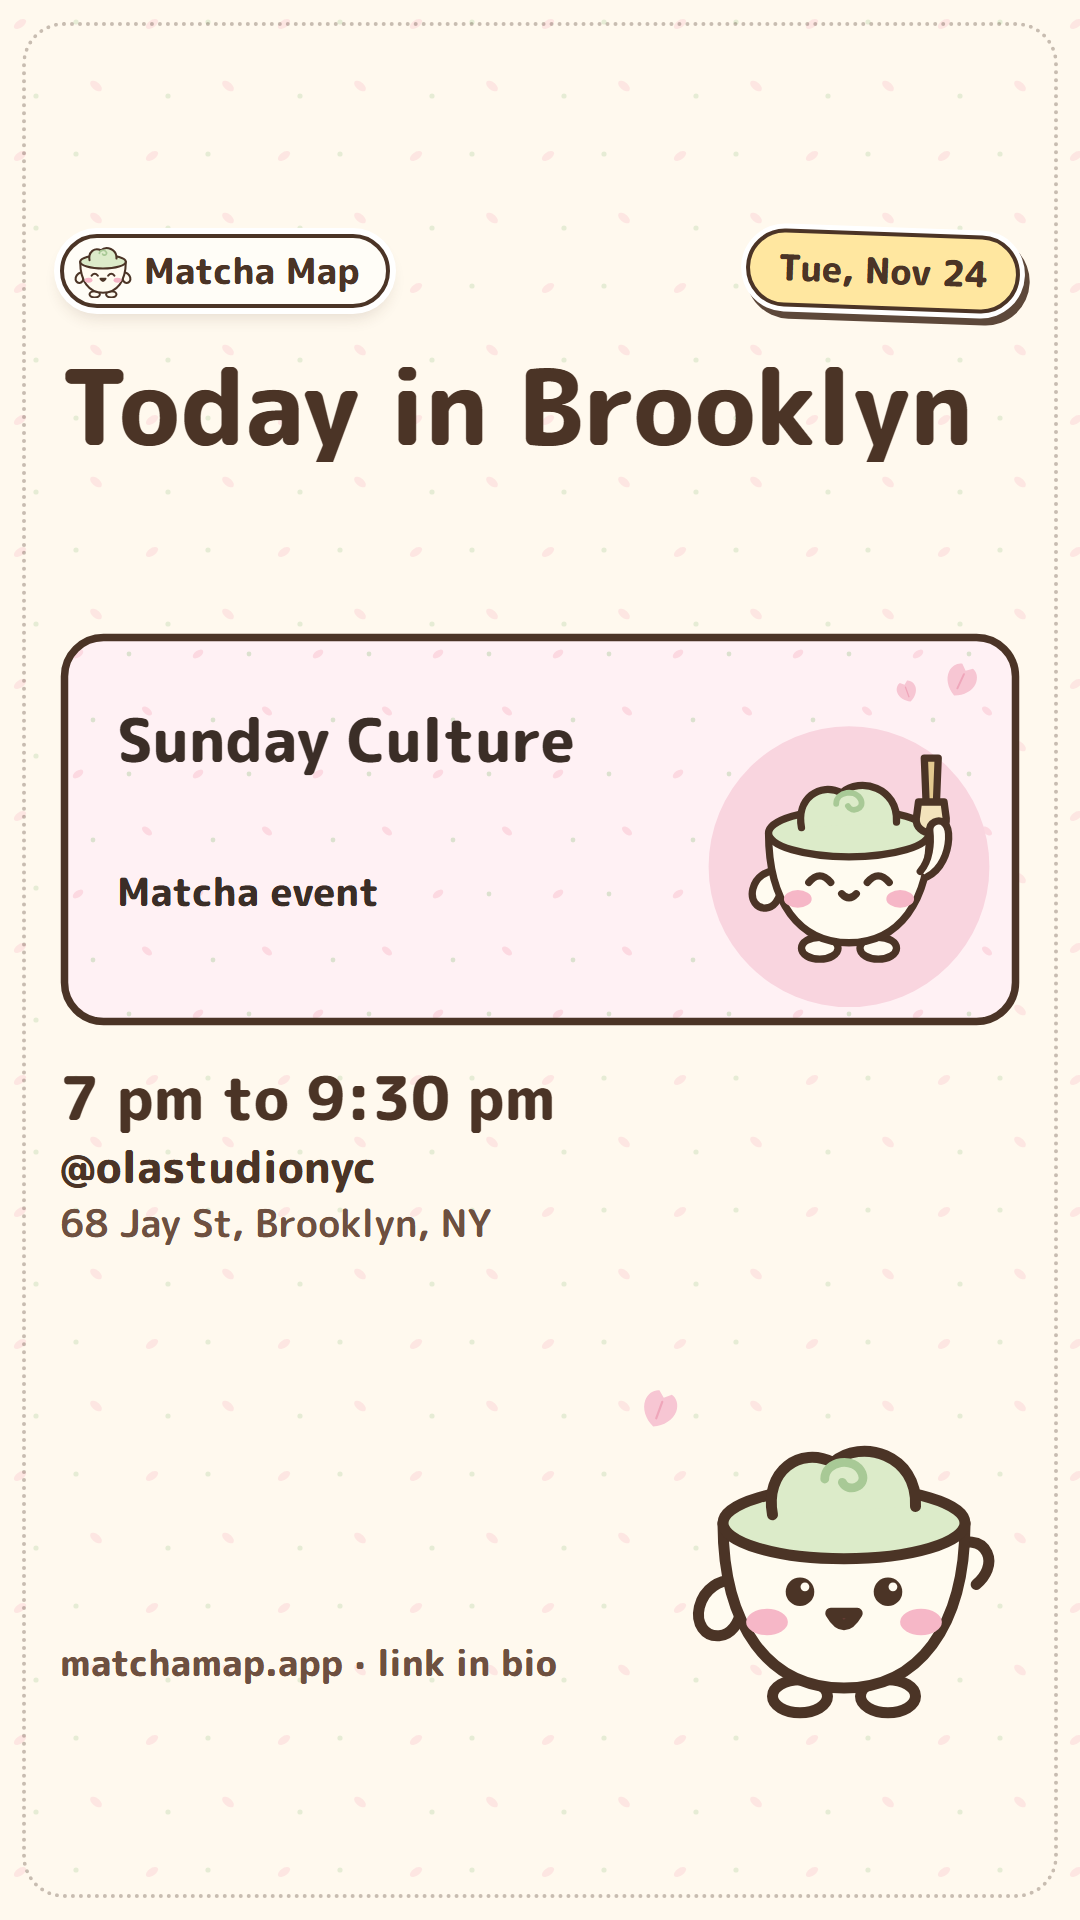 Matcha Map
Tue, Nov 24
Today in Brooklyn
Sunday Culture
Matcha event
7 pm to 9:30 pm
@olastudionyc
68 Jay St, Brooklyn, NY
matchamap.app · link in bio